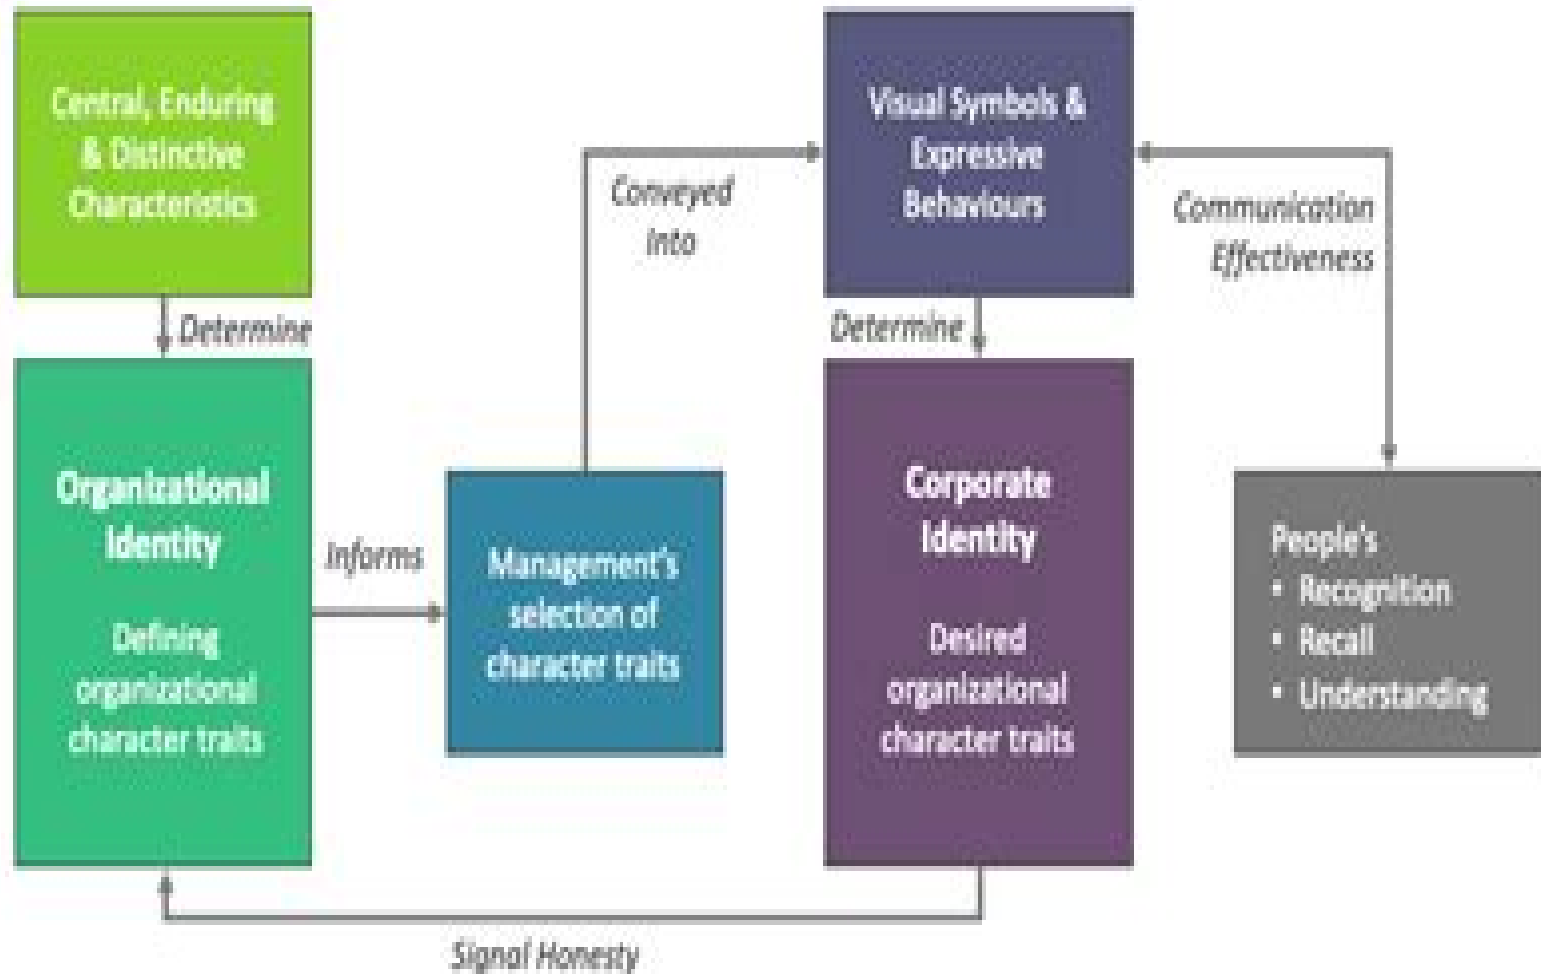 Central, Enduring
& Distinctive
Characteristics
Determine
Organizational
Identity
Defining
organizational
character traits
Informs
Management's
selection of
character traits
Conveyed
Into
Visual Symbols &
Expressive
Behaviours
Determine
Corporate
Identity
Desired
organizational
character traits
Communication
Effectiveness
People's
• Recognition
• Recall
• Understanding
Signal Honesty